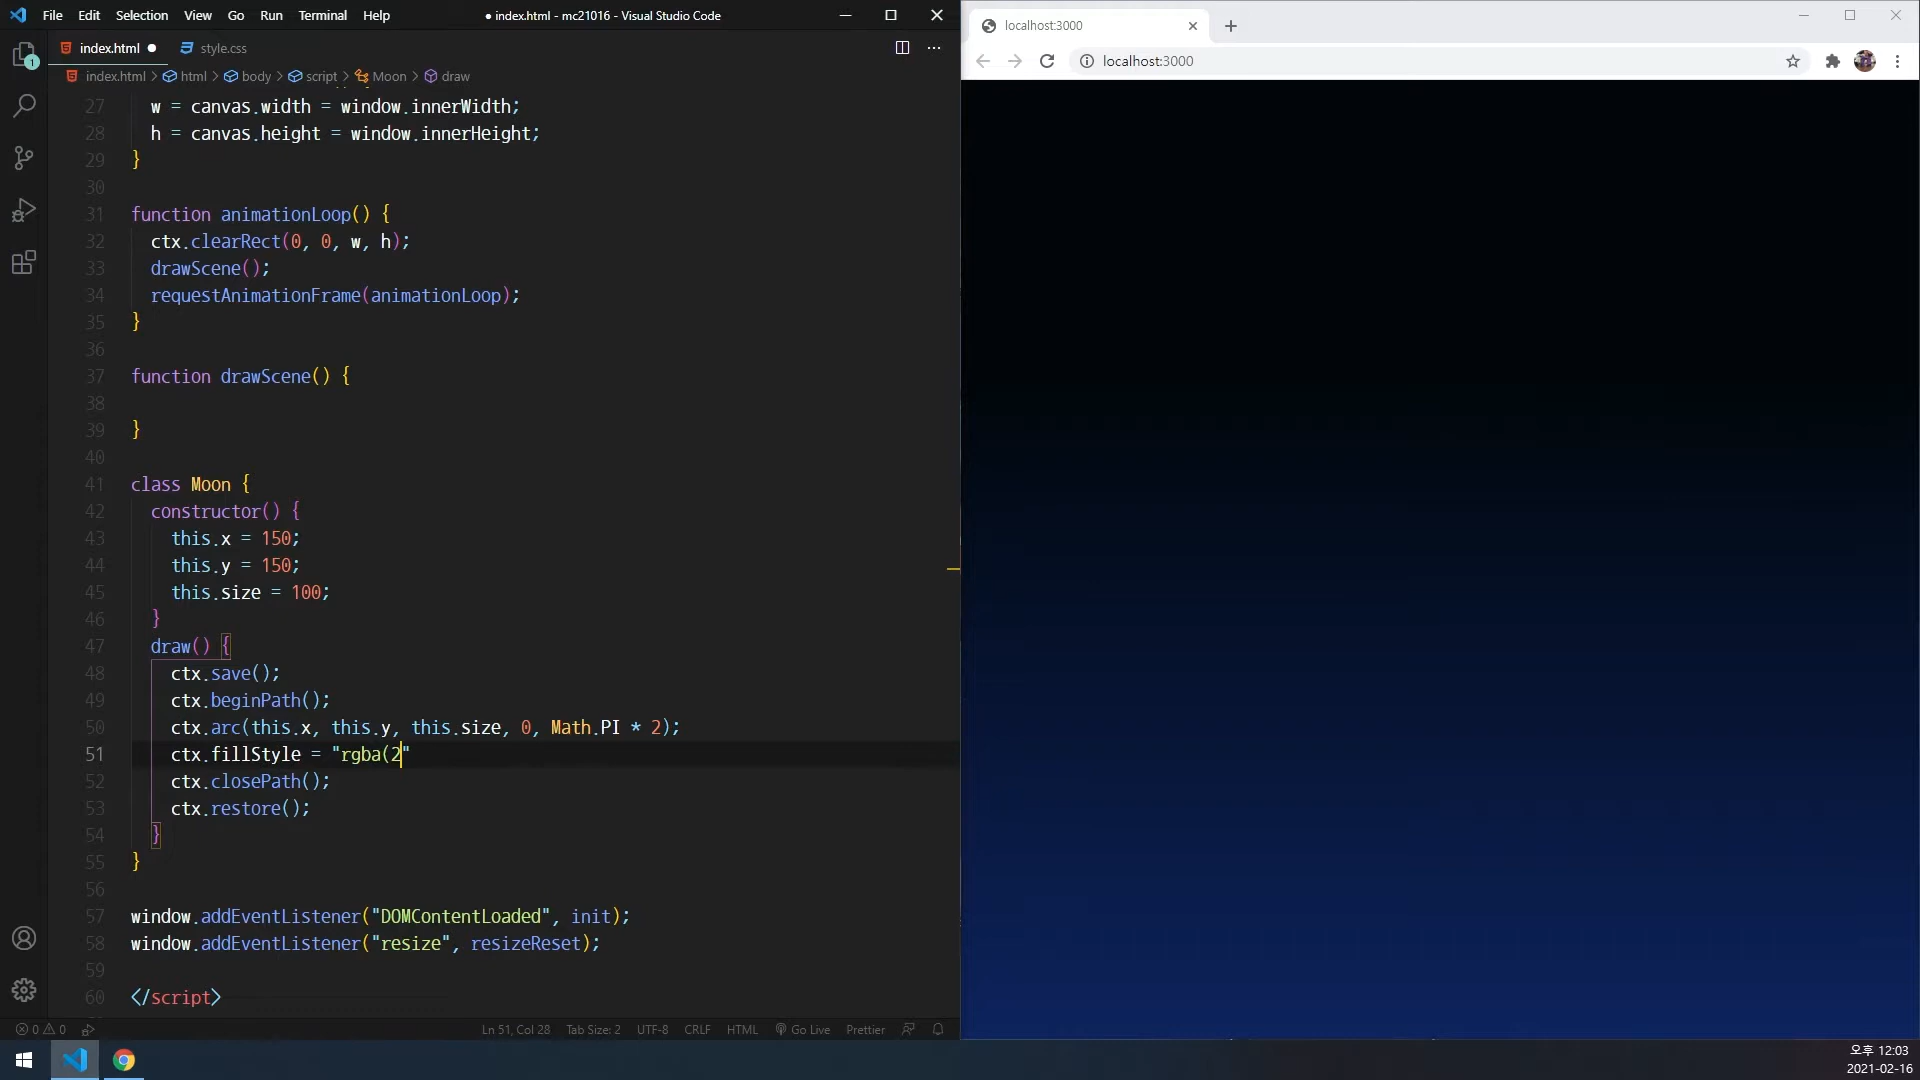 File Edit Selection View Go Run Terminal Help
● index.html - mc21016 - Visual Studio Code
index.html ● style.css
index.html > html > body > script > Moon > draw
27 w = canvas.width = window.innerWidth;
28 h = canvas.height = window.innerHeight;
29 }
30
31 function animationLoop() {
32 ctx.clearRect(0, 0, w, h);
33 drawScene();
34 requestAnimationFrame(animationLoop);
35 }
36
37 function drawScene() {
38
39 }
40
41 class Moon {
42 constructor() {
43 this.x = 150;
44 this.y = 150;
45 this.size = 100;
46 }
47 draw() {
48 ctx.save();
49 ctx.beginPath();
50 ctx.arc(this.x, this.y, this.size, 0, Math.PI * 2);
51 ctx.fillStyle = "rgba(2"
52 ctx.closePath();
53 ctx.restore();
54 }
55 }
56
57 window.addEventListener("DOMContentLoaded", init);
58 window.addEventListener("resize", resizeReset);
59
60 </script>
0 0 Ln 51, Col 28 Tab Size: 2 UTF-8 CRLF HTML Go Live Prettier
1
localhost:3000
localhost:3000
오후 12:03
2021-02-16